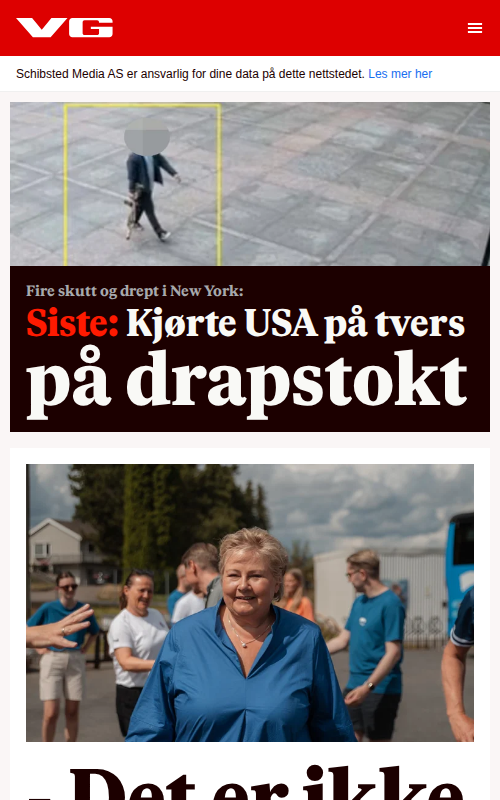 VG
Schibsted Media AS er ansvarlig for dine data på dette nettstedet. Les mer her
Fire skutt og drept i New York:
Siste: Kjørte USA på tvers
på drapstokt
- Det er ikke